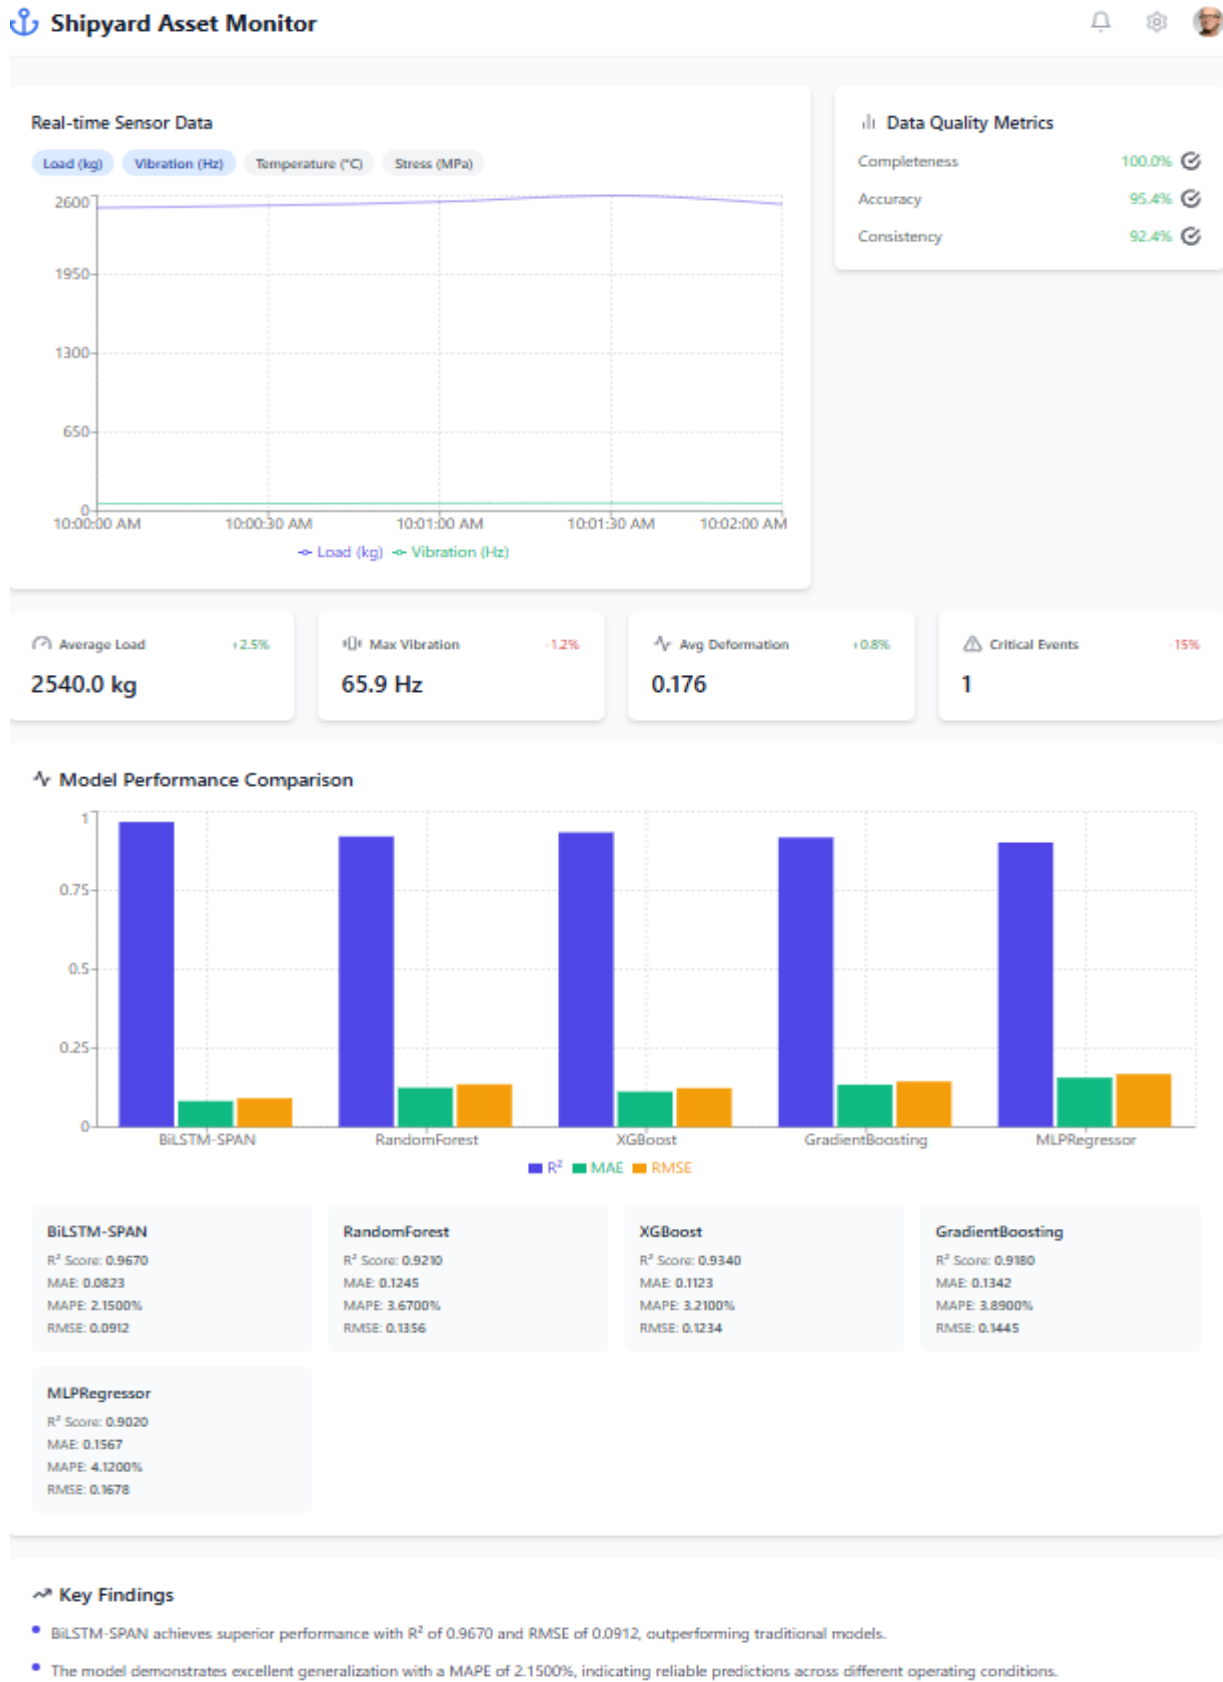 Shipyard Asset Monitor
Real-time Sensor Data
Load (kg) Vibration (Hz) Temperature (°C) Stress (MPa)
2600
1950
1300
650
0
10:00:00 AM 10:00:30 AM 10:01:00 AM 10:01:30 AM 10:02:00 AM
Load (kg) Vibration (Hz)
Data Quality Metrics
Completeness 100.0%
Accuracy 95.4%
Consistency 92.4%
Average Load +2.5%
2540.0 kg
Max Vibration -1.2%
65.9 Hz
Avg Deformation +0.8%
0.176
Critical Events -15%
1
Model Performance Comparison
1
0.75
0.5
0.25
0
BiLSTM-SPAN RandomForest XGBoost GradientBoosting MLPRegressor
R² MAE RMSE
BiLSTM-SPAN
R² Score: 0.9670
MAE: 0.0823
MAPE: 2.1500%
RMSE: 0.0912
RandomForest
R² Score: 0.9210
MAE: 0.1245
MAPE: 3.6700%
RMSE: 0.1356
XGBoost
R² Score: 0.9340
MAE: 0.1123
MAPE: 3.2100%
RMSE: 0.1234
GradientBoosting
R² Score: 0.9180
MAE: 0.1342
MAPE: 3.8900%
RMSE: 0.1445
MLPRegressor
R² Score: 0.9020
MAE: 0.1567
MAPE: 4.1200%
RMSE: 0.1678
Key Findings
BiLSTM-SPAN achieves superior performance with R² of 0.9670 and RMSE of 0.0912, outperforming traditional models.
The model demonstrates excellent generalization with a MAPE of 2.1500%, indicating reliable predictions across different operating conditions.